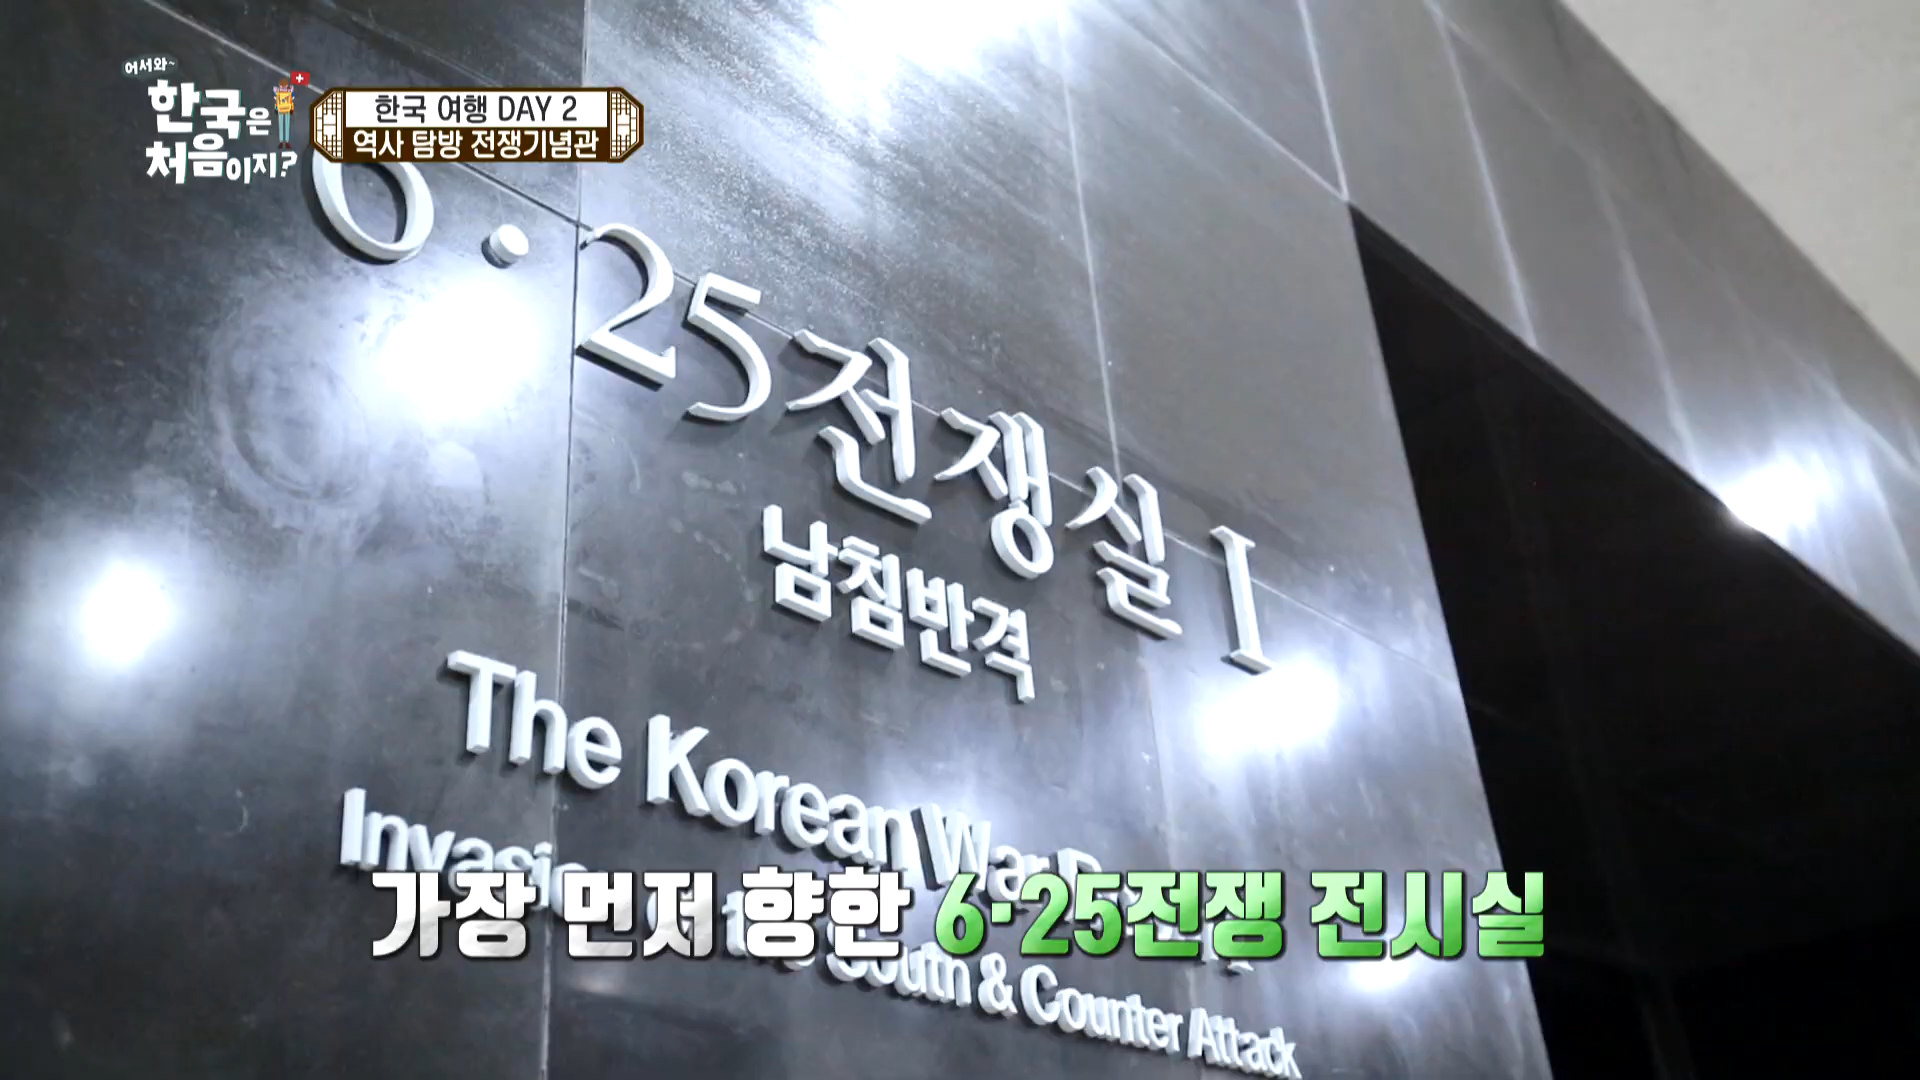 어서와~
한국은
처음이지?
한국 여행 DAY 2
역사 탐방 전쟁기념관
6·25전쟁실 I
남침반격
The Korean War
Invasio
South & Counter Attack
가장 먼저 향한 6·25전쟁 전시실